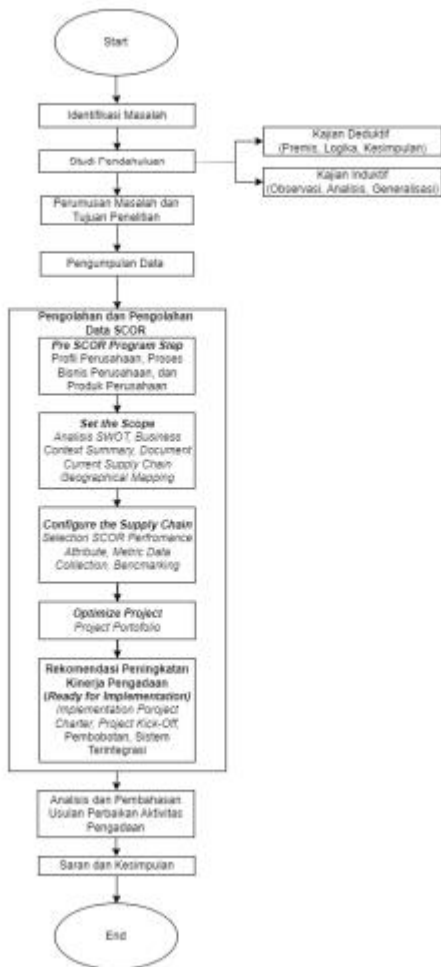 Start
Identifikasi Masalah
Studi Pendahuluan
Kajian Deduktif
(Premis, Logika, Kesimpulan)
Kajian Induktif
(Observasi, Analisis, Generalisasi)
Perumusan Masalah dan
Tujuan Penelitian
Pengumpulan Data
Pengolahan dan Pengolahan
Data SCOR
Pre SCOR Program Step
Profil Perusahaan, Proses
Bisnis Perusahaan, dan
Produk Perusahaan
Set the Scope
Analisis SWOT, Business
Context Summary, Document
Current Supply Chain
Geographical Mapping
Configure the Supply Chain
Selection SCOR Perfromance
Attribute, Metric Data
Collection, Bencmarking
Optimize Project
Project Portofolio
Rekomendasi Peningkatan
Kinerja Pengadaan
(Ready for Implementation)
Implementation Poroject
Charter, Project Kick-Off,
Pembobotan, Sistem
Terintegrasi
Analisis dan Pembahasan
Usulan Perbaikan Aktivitas
Pengadaan
Saran dan Kesimpulan
End